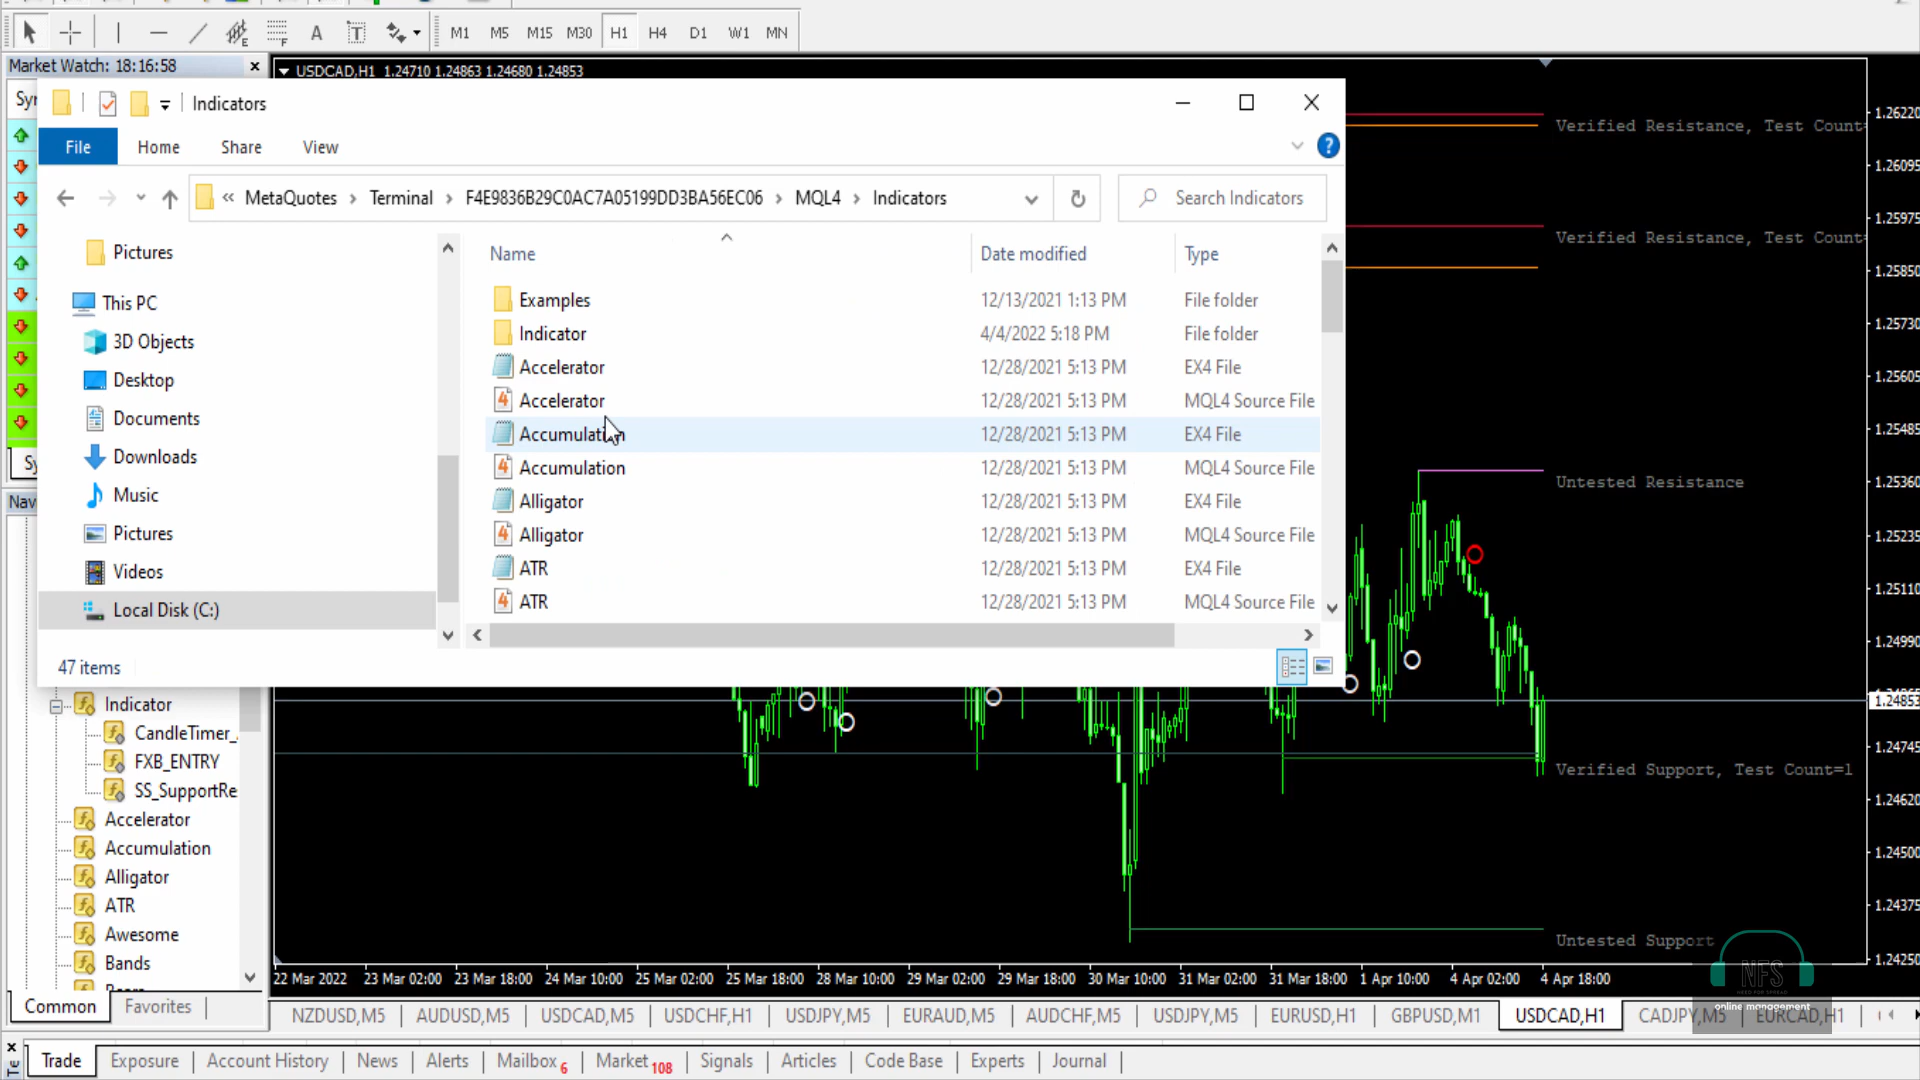 M1 M5 M15 M30 H1 H4 D1 W1 MN
Market Watch: 18:16:58
USDCAD,H1 1.24710 1.24863 1.24680 1.24853
Indicators
File Home Share View
« MetaQuotes › Terminal › F4E9836B29C0AC7A05199DD3BA56EC06 › MQL4 › Indicators
Search Indicators
Pictures
This PC
3D Objects
Desktop
Documents
Downloads
Music
Pictures
Videos
Local Disk (C:)
Name Date modified Type
Examples 12/13/2021 1:13 PM File folder
Indicator 4/4/2022 5:18 PM File folder
Accelerator 12/28/2021 5:13 PM EX4 File
Accelerator 12/28/2021 5:13 PM MQL4 Source File
Accumulation 12/28/2021 5:13 PM EX4 File
Accumulation 12/28/2021 5:13 PM MQL4 Source File
Alligator 12/28/2021 5:13 PM EX4 File
Alligator 12/28/2021 5:13 PM MQL4 Source File
ATR 12/28/2021 5:13 PM EX4 File
ATR 12/28/2021 5:13 PM MQL4 Source File
47 items
Nav
Indicator
CandleTimer_
FXB_ENTRY
SS_SupportRe
Accelerator
Accumulation
Alligator
ATR
Awesome
Bands
Common Favorites
Verified Resistance, Test Count=
Verified Resistance, Test Count=
Untested Resistance
Verified Support, Test Count=1
Untested Support
1.26220
1.26095
1.25975
1.25850
1.25730
1.25605
1.25485
1.25360
1.25235
1.25110
1.24990
1.24853
1.24745
1.24620
1.24500
1.24375
1.24250
22 Mar 2022 23 Mar 02:00 23 Mar 18:00 24 Mar 10:00 25 Mar 02:00 25 Mar 18:00 28 Mar 10:00 29 Mar 02:00 29 Mar 18:00 30 Mar 10:00 31 Mar 02:00 31 Mar 18:00 1 Apr 10:00 4 Apr 02:00 4 Apr 18:00
NFS
online management
NZDUSD,M5 AUDUSD,M5 USDCAD,M5 USDCHF,H1 USDJPY,M5 EURAUD,M5 AUDCHF,M5 USDJPY,M5 EURUSD,H1 GBPUSD,M1 USDCAD,H1 CADJPY,M5 EURCAD,H1
Trade Exposure Account History News Alerts Mailbox 6 Market 108 Signals Articles Code Base Experts Journal